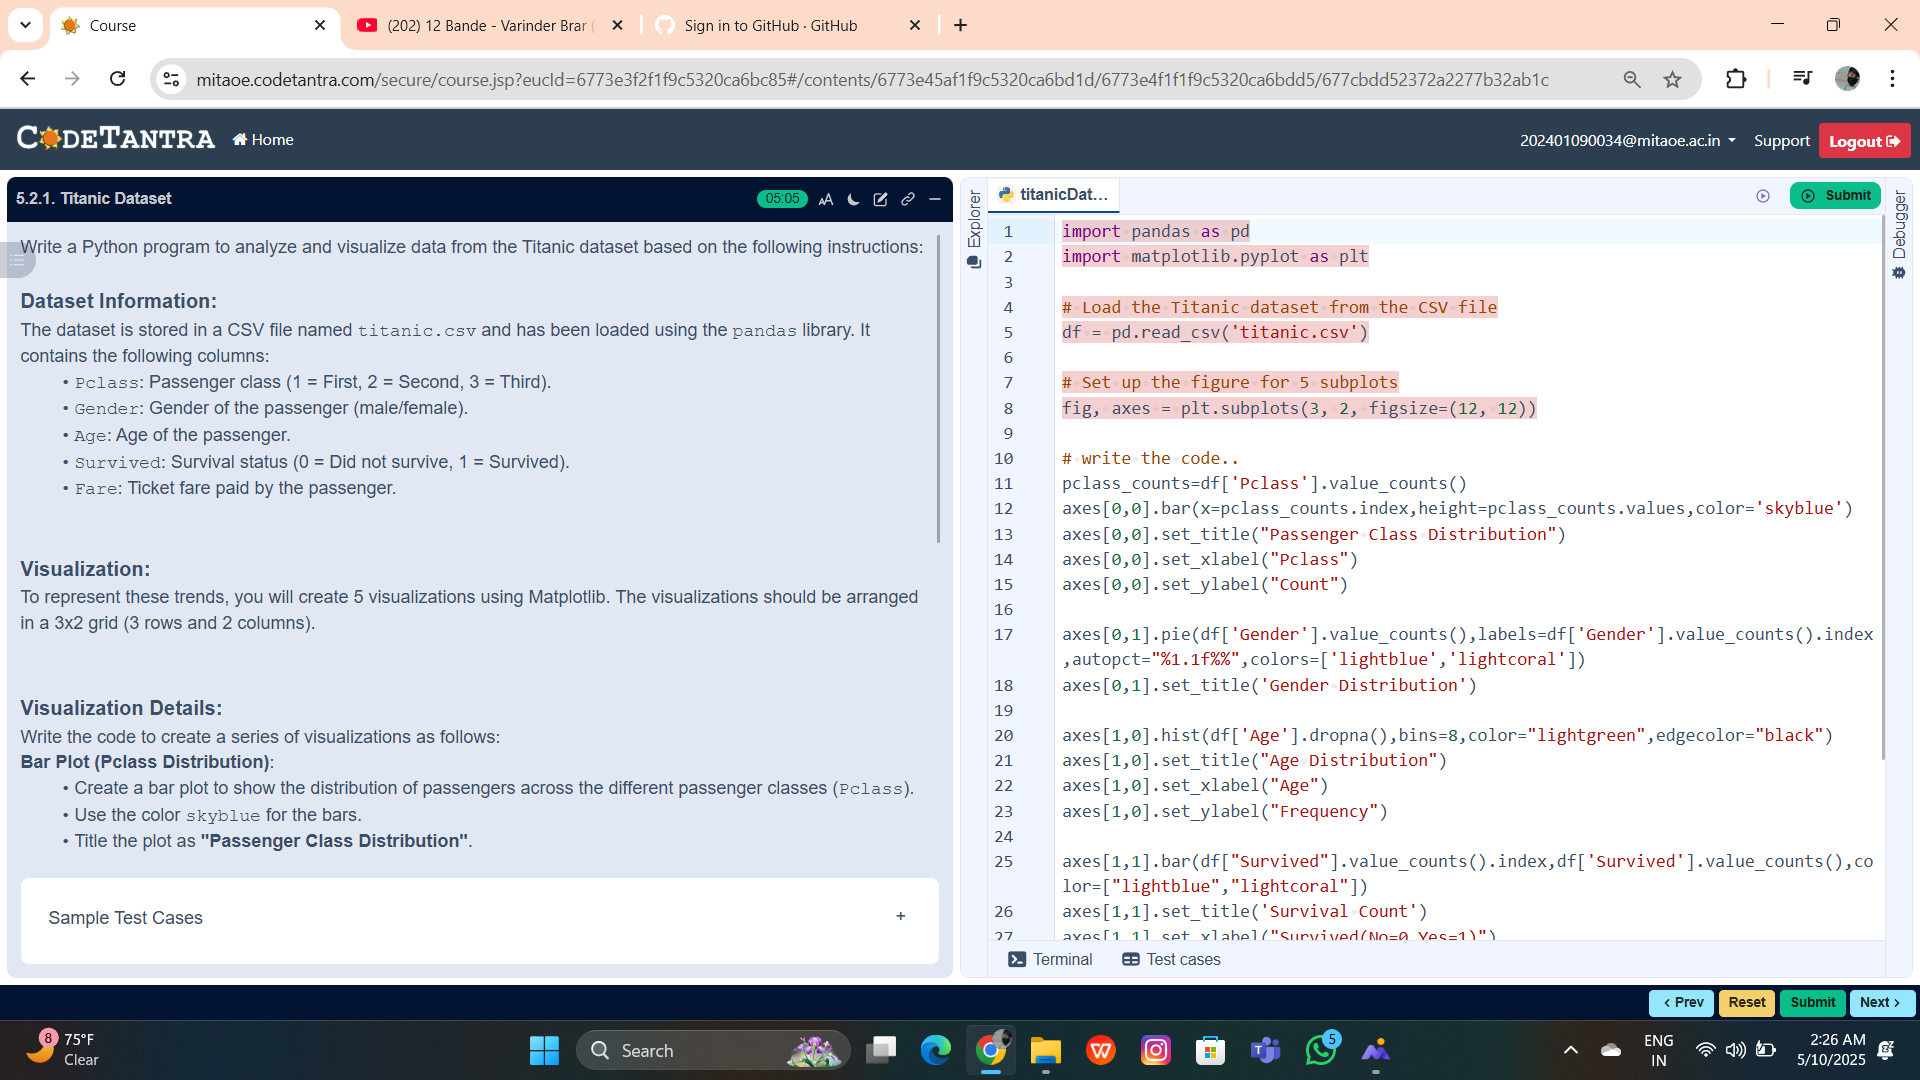 Course
(202) 12 Bande - Varinder Brar (
Sign in to GitHub · GitHub
mitaoe.codetantra.com/secure/course.jsp?eucId=6773e3f2f1f9c5320ca6bc85#/contents/6773e45af1f9c5320ca6bd1d/6773e4f1f1f9c5320ca6bdd5/677cbdd52372a2277b32ab1c
CODETANTRA
Home
202401090034@mitaoe.ac.in
Support
Logout
5.2.1. Titanic Dataset
05:05
AA
Write a Python program to analyze and visualize data from the Titanic dataset based on the following instructions:
Dataset Information:
The dataset is stored in a CSV file named titanic.csv and has been loaded using the pandas library. It
contains the following columns:
• Pclass: Passenger class (1 = First, 2 = Second, 3 = Third).
• Gender: Gender of the passenger (male/female).
• Age: Age of the passenger.
• Survived: Survival status (0 = Did not survive, 1 = Survived).
• Fare: Ticket fare paid by the passenger.
Visualization:
To represent these trends, you will create 5 visualizations using Matplotlib. The visualizations should be arranged
in a 3x2 grid (3 rows and 2 columns).
Visualization Details:
Write the code to create a series of visualizations as follows:
Bar Plot (Pclass Distribution):
• Create a bar plot to show the distribution of passengers across the different passenger classes (Pclass).
• Use the color skyblue for the bars.
• Title the plot as "Passenger Class Distribution".
Sample Test Cases
+
Explorer
titanicDat...
Submit
Debugger
1 import pandas as pd
2 import matplotlib.pyplot as plt
3
4 # Load the Titanic dataset from the CSV file
5 df = pd.read_csv('titanic.csv')
6
7 # Set up the figure for 5 subplots
8 fig, axes = plt.subplots(3, 2, figsize=(12, 12))
9
10 # write the code..
11 pclass_counts=df['Pclass'].value_counts()
12 axes[0,0].bar(x=pclass_counts.index,height=pclass_counts.values,color='skyblue')
13 axes[0,0].set_title("Passenger Class Distribution")
14 axes[0,0].set_xlabel("Pclass")
15 axes[0,0].set_ylabel("Count")
16
17 axes[0,1].pie(df['Gender'].value_counts(),labels=df['Gender'].value_counts().index
,autopct="%1.1f%%",colors=['lightblue','lightcoral'])
18 axes[0,1].set_title('Gender Distribution')
19
20 axes[1,0].hist(df['Age'].dropna(),bins=8,color="lightgreen",edgecolor="black")
21 axes[1,0].set_title("Age Distribution")
22 axes[1,0].set_xlabel("Age")
23 axes[1,0].set_ylabel("Frequency")
24
25 axes[1,1].bar(df["Survived"].value_counts().index,df['Survived'].value_counts(),co
lor=["lightblue","lightcoral"])
26 axes[1,1].set_title('Survival Count')
27 axes[1,1].set_xlabel("Survived(No=0,Yes=1)")
Terminal
Test cases
‹ Prev
Reset
Submit
Next ›
8
75°F
Clear
Search
5
ENG
IN
2:26 AM
5/10/2025